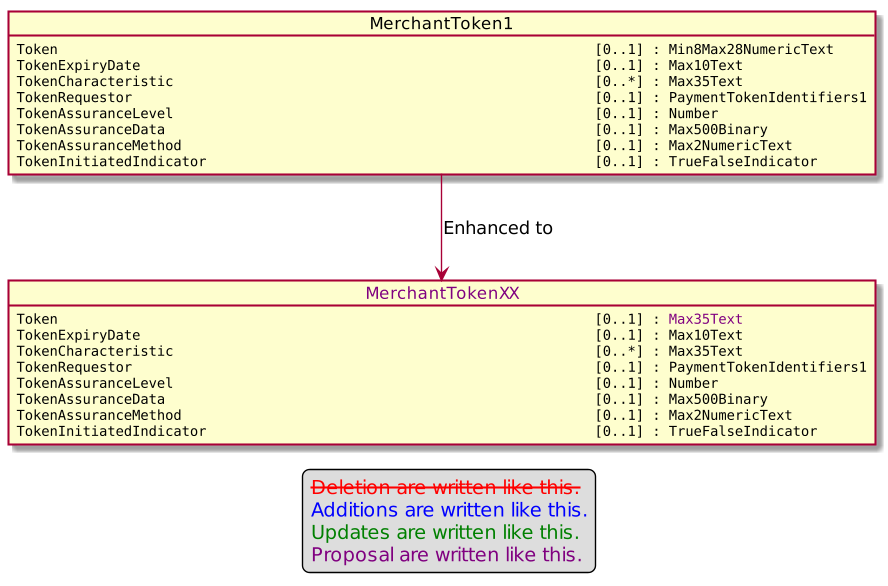 MerchantToken1
Token [0..1] : Min8Max28NumericText
TokenExpiryDate [0..1] : Max10Text
TokenCharacteristic [0..*] : Max35Text
TokenRequestor [0..1] : PaymentTokenIdentifiers1
TokenAssuranceLevel [0..1] : Number
TokenAssuranceData [0..1] : Max500Binary
TokenAssuranceMethod [0..1] : Max2NumericText
TokenInitiatedIndicator [0..1] : TrueFalseIndicator
Enhanced to
MerchantTokenXX
Token [0..1] : Max35Text
TokenExpiryDate [0..1] : Max10Text
TokenCharacteristic [0..*] : Max35Text
TokenRequestor [0..1] : PaymentTokenIdentifiers1
TokenAssuranceLevel [0..1] : Number
TokenAssuranceData [0..1] : Max500Binary
TokenAssuranceMethod [0..1] : Max2NumericText
TokenInitiatedIndicator [0..1] : TrueFalseIndicator
Deletion are written like this.
Additions are written like this.
Updates are written like this.
Proposal are written like this.